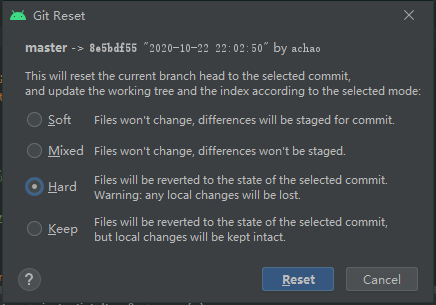 Git Reset
master -> 8e5bdf55 "2020-10-22 22:02:50" by achao
This will reset the current branch head to the selected commit,
and update the working tree and the index according to the selected mode:
Soft Files won't change, differences will be staged for commit.
Mixed Files won't change, differences won't be staged.
Hard Files will be reverted to the state of the selected commit.
Warning: any local changes will be lost.
Keep Files will be reverted to the state of the selected commit,
but local changes will be kept intact.
? Reset Cancel